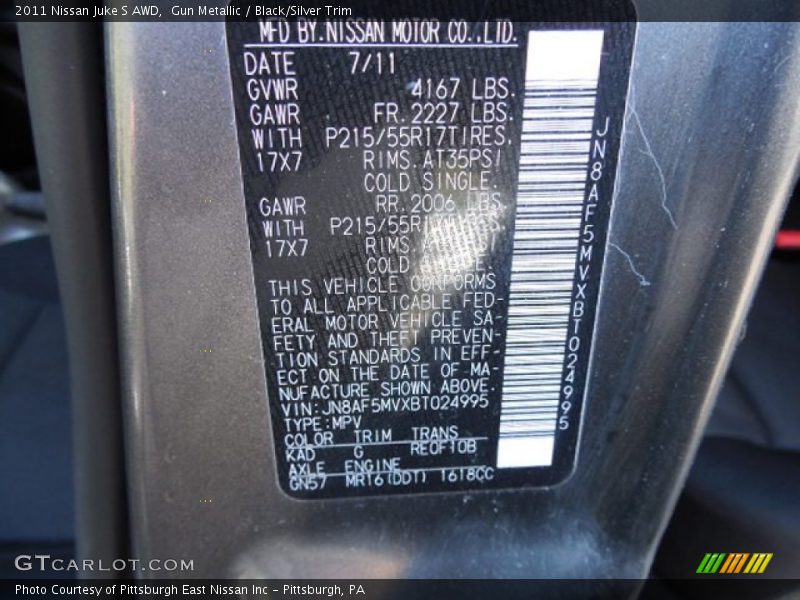 2011 Nissan Juke S AWD,  Gun Metallic / Black/Silver Trim
MFD BY.NISSAN MOTOR CO.,LTD.
DATE 7/11
GVWR 4167 LBS.
GAWR FR.2227 LBS.
WITH P215/55R17TIRES.
17X7 RIMS.AT35PSI
COLD SINGLE.
GAWR RR.2006 LBS.
WITH P215/55R17
17X7 RIMS.
COLD
THIS VEHICLE CONFORMS
TO ALL APPLICABLE FED-
ERAL MOTOR VEHICLE SA-
FETY AND THEFT PREVEN-
TION STANDARDS IN EFF-
ECT ON THE DATE OF MA-
NUFACTURE SHOWN ABOVE.
VIN:JN8AF5MVXBT024995
TYPE:MPV
COLOR TRIM TRANS
KAD G RE0F10B
AXLE ENGINE
GN57 MR16(DDT) 1618CC
JN8AF5MVXBT024995
GTCARLOT.COM
Photo Courtesy of Pittsburgh East Nissan Inc - Pittsburgh, PA